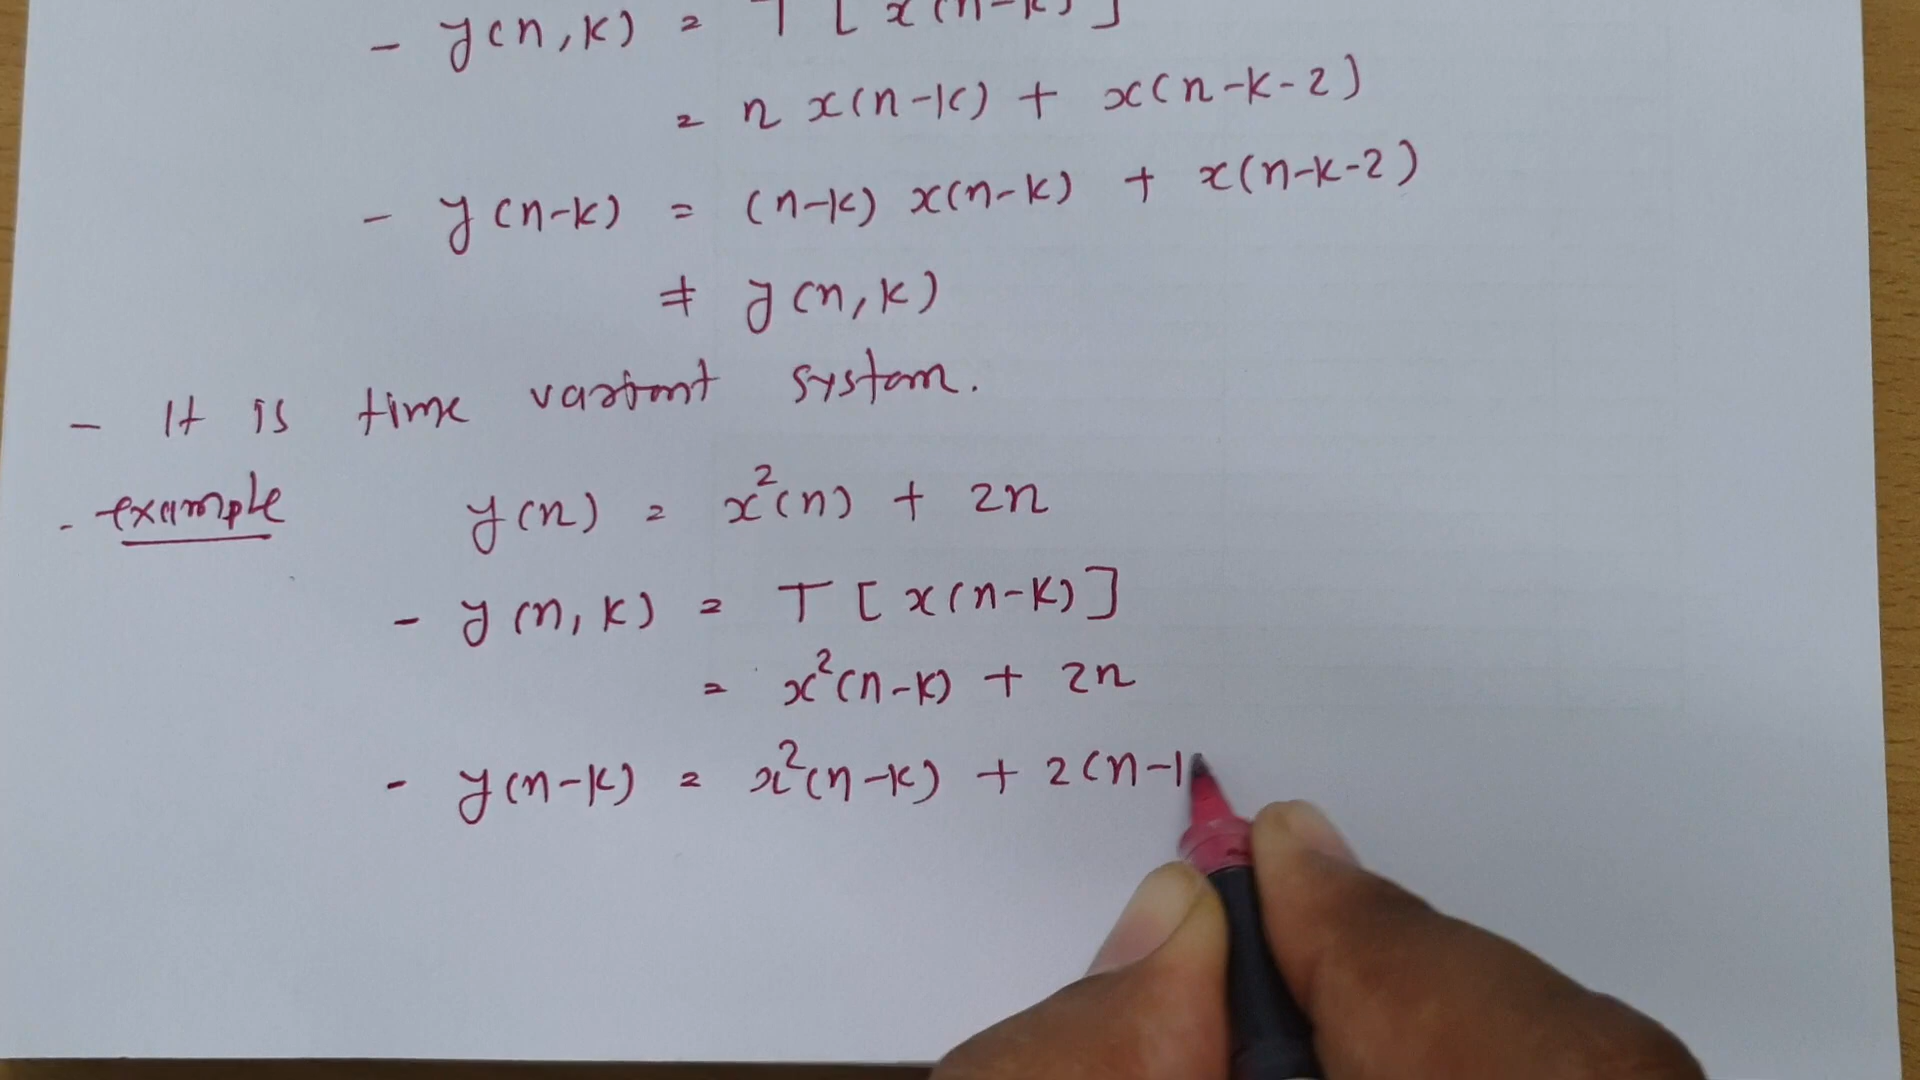 - y(n,k) = T[x(n-k)]
= n x(n-k) + x(n-k-2)
- y(n-k) = (n-k) x(n-k) + x(n-k-2)
≠ y(n,k)
- It is time variant system.
- example y(n) = x²(n) + 2n
- y(n,k) = T[x(n-k)]
= x²(n-k) + 2n
- y(n-k) = x²(n-k) + 2(n-